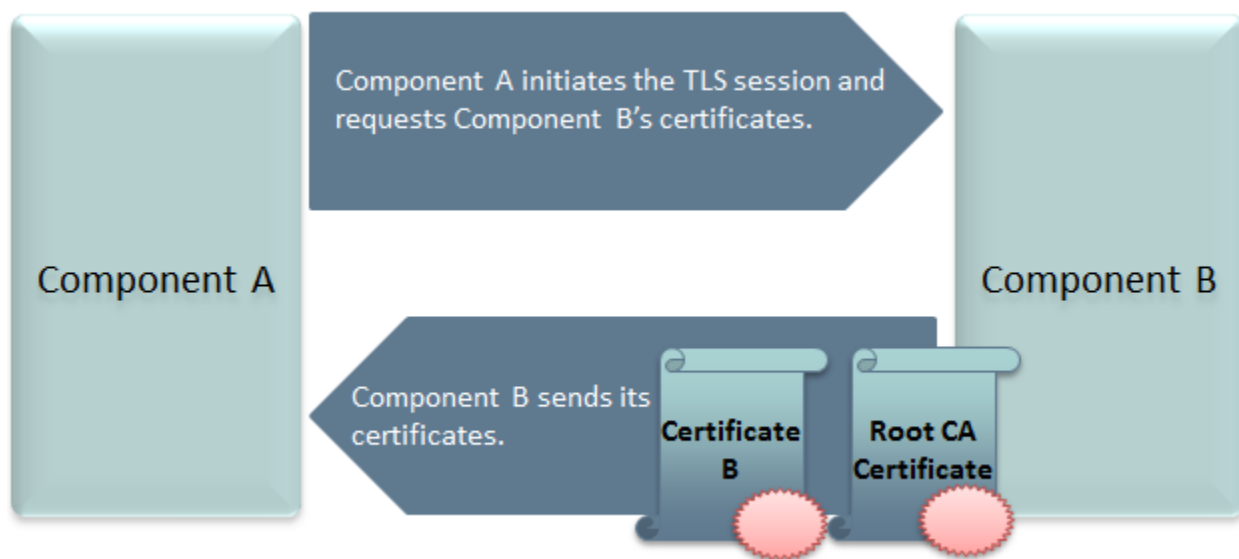 Component A initiates the TLS session and
requests Component B’s certificates.
Component A
Component B
Component B sends its
certificates.
Certificate
B
Root CA
Certificate